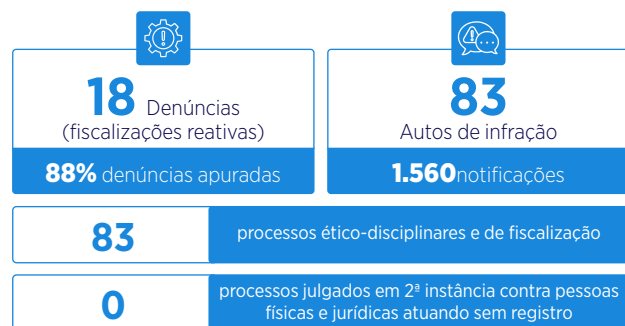 18 Denúncias
(fiscalizações reativas)
88% denúncias apuradas
83
Autos de infração
1.560notificações
83
processos ético-disciplinares e de fiscalização
0
processos julgados em 2ª instância contra pessoas
físicas e jurídicas atuando sem registro